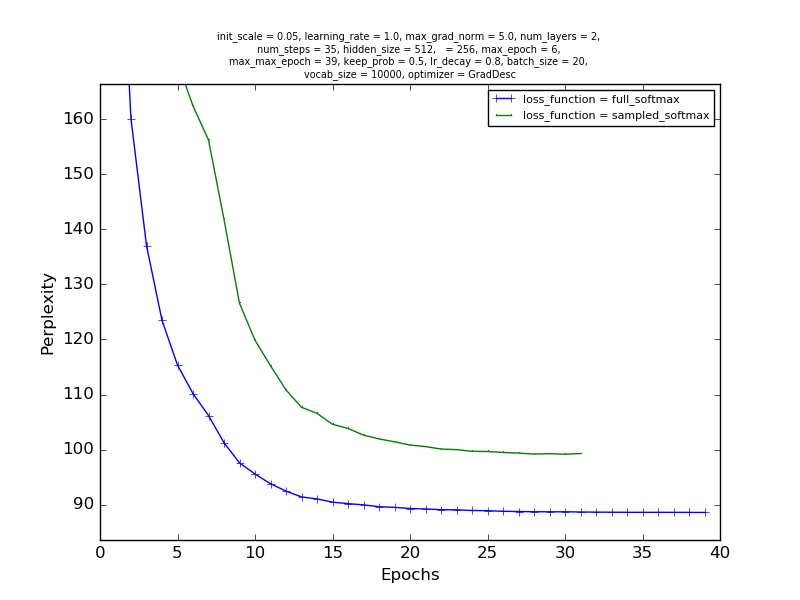 init_scale = 0.05, learning_rate = 1.0, max_grad_norm = 5.0, num_layers = 2,
num_steps = 35, hidden_size = 512,   = 256, max_epoch = 6,
max_max_epoch = 39, keep_prob = 0.5, lr_decay = 0.8, batch_size = 20,
vocab_size = 10000, optimizer = GradDesc
loss_function = full_softmax
loss_function = sampled_softmax
160
150
140
130
120
110
100
90
Perplexity
0 5 10 15 20 25 30 35 40
Epochs